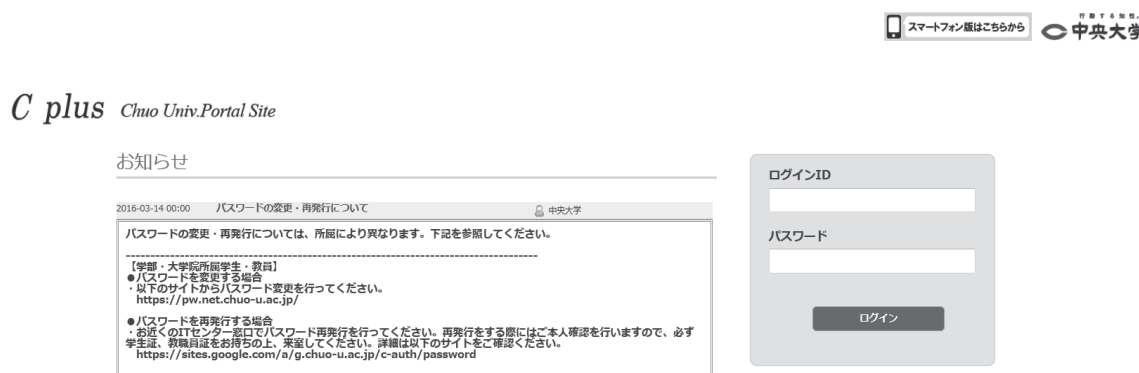 スマートフォン版はこちらから
行動する知性。
中央大学
C plus Chuo Univ.Portal Site
お知らせ
2016-03-14 00:00 パスワードの変更・再発行について 中央大学
パスワードの変更・再発行については、所属により異なります。下記を参照してください。
--------------------------------------------------------------------------------------
【学部・大学院所属学生・教員】
●パスワードを変更する場合
・以下のサイトからパスワード変更を行ってください。
https://pw.net.chuo-u.ac.jp/
●パスワードを再発行する場合
・お近くのITセンター窓口でパスワード再発行を行ってください。再発行をする際にはご本人確認を行いますので、必ず
学生証、教職員証をお持ちの上、来室してください。詳細は以下のサイトをご確認ください。
https://sites.google.com/a/g.chuo-u.ac.jp/c-auth/password
ログインID
パスワード
ログイン